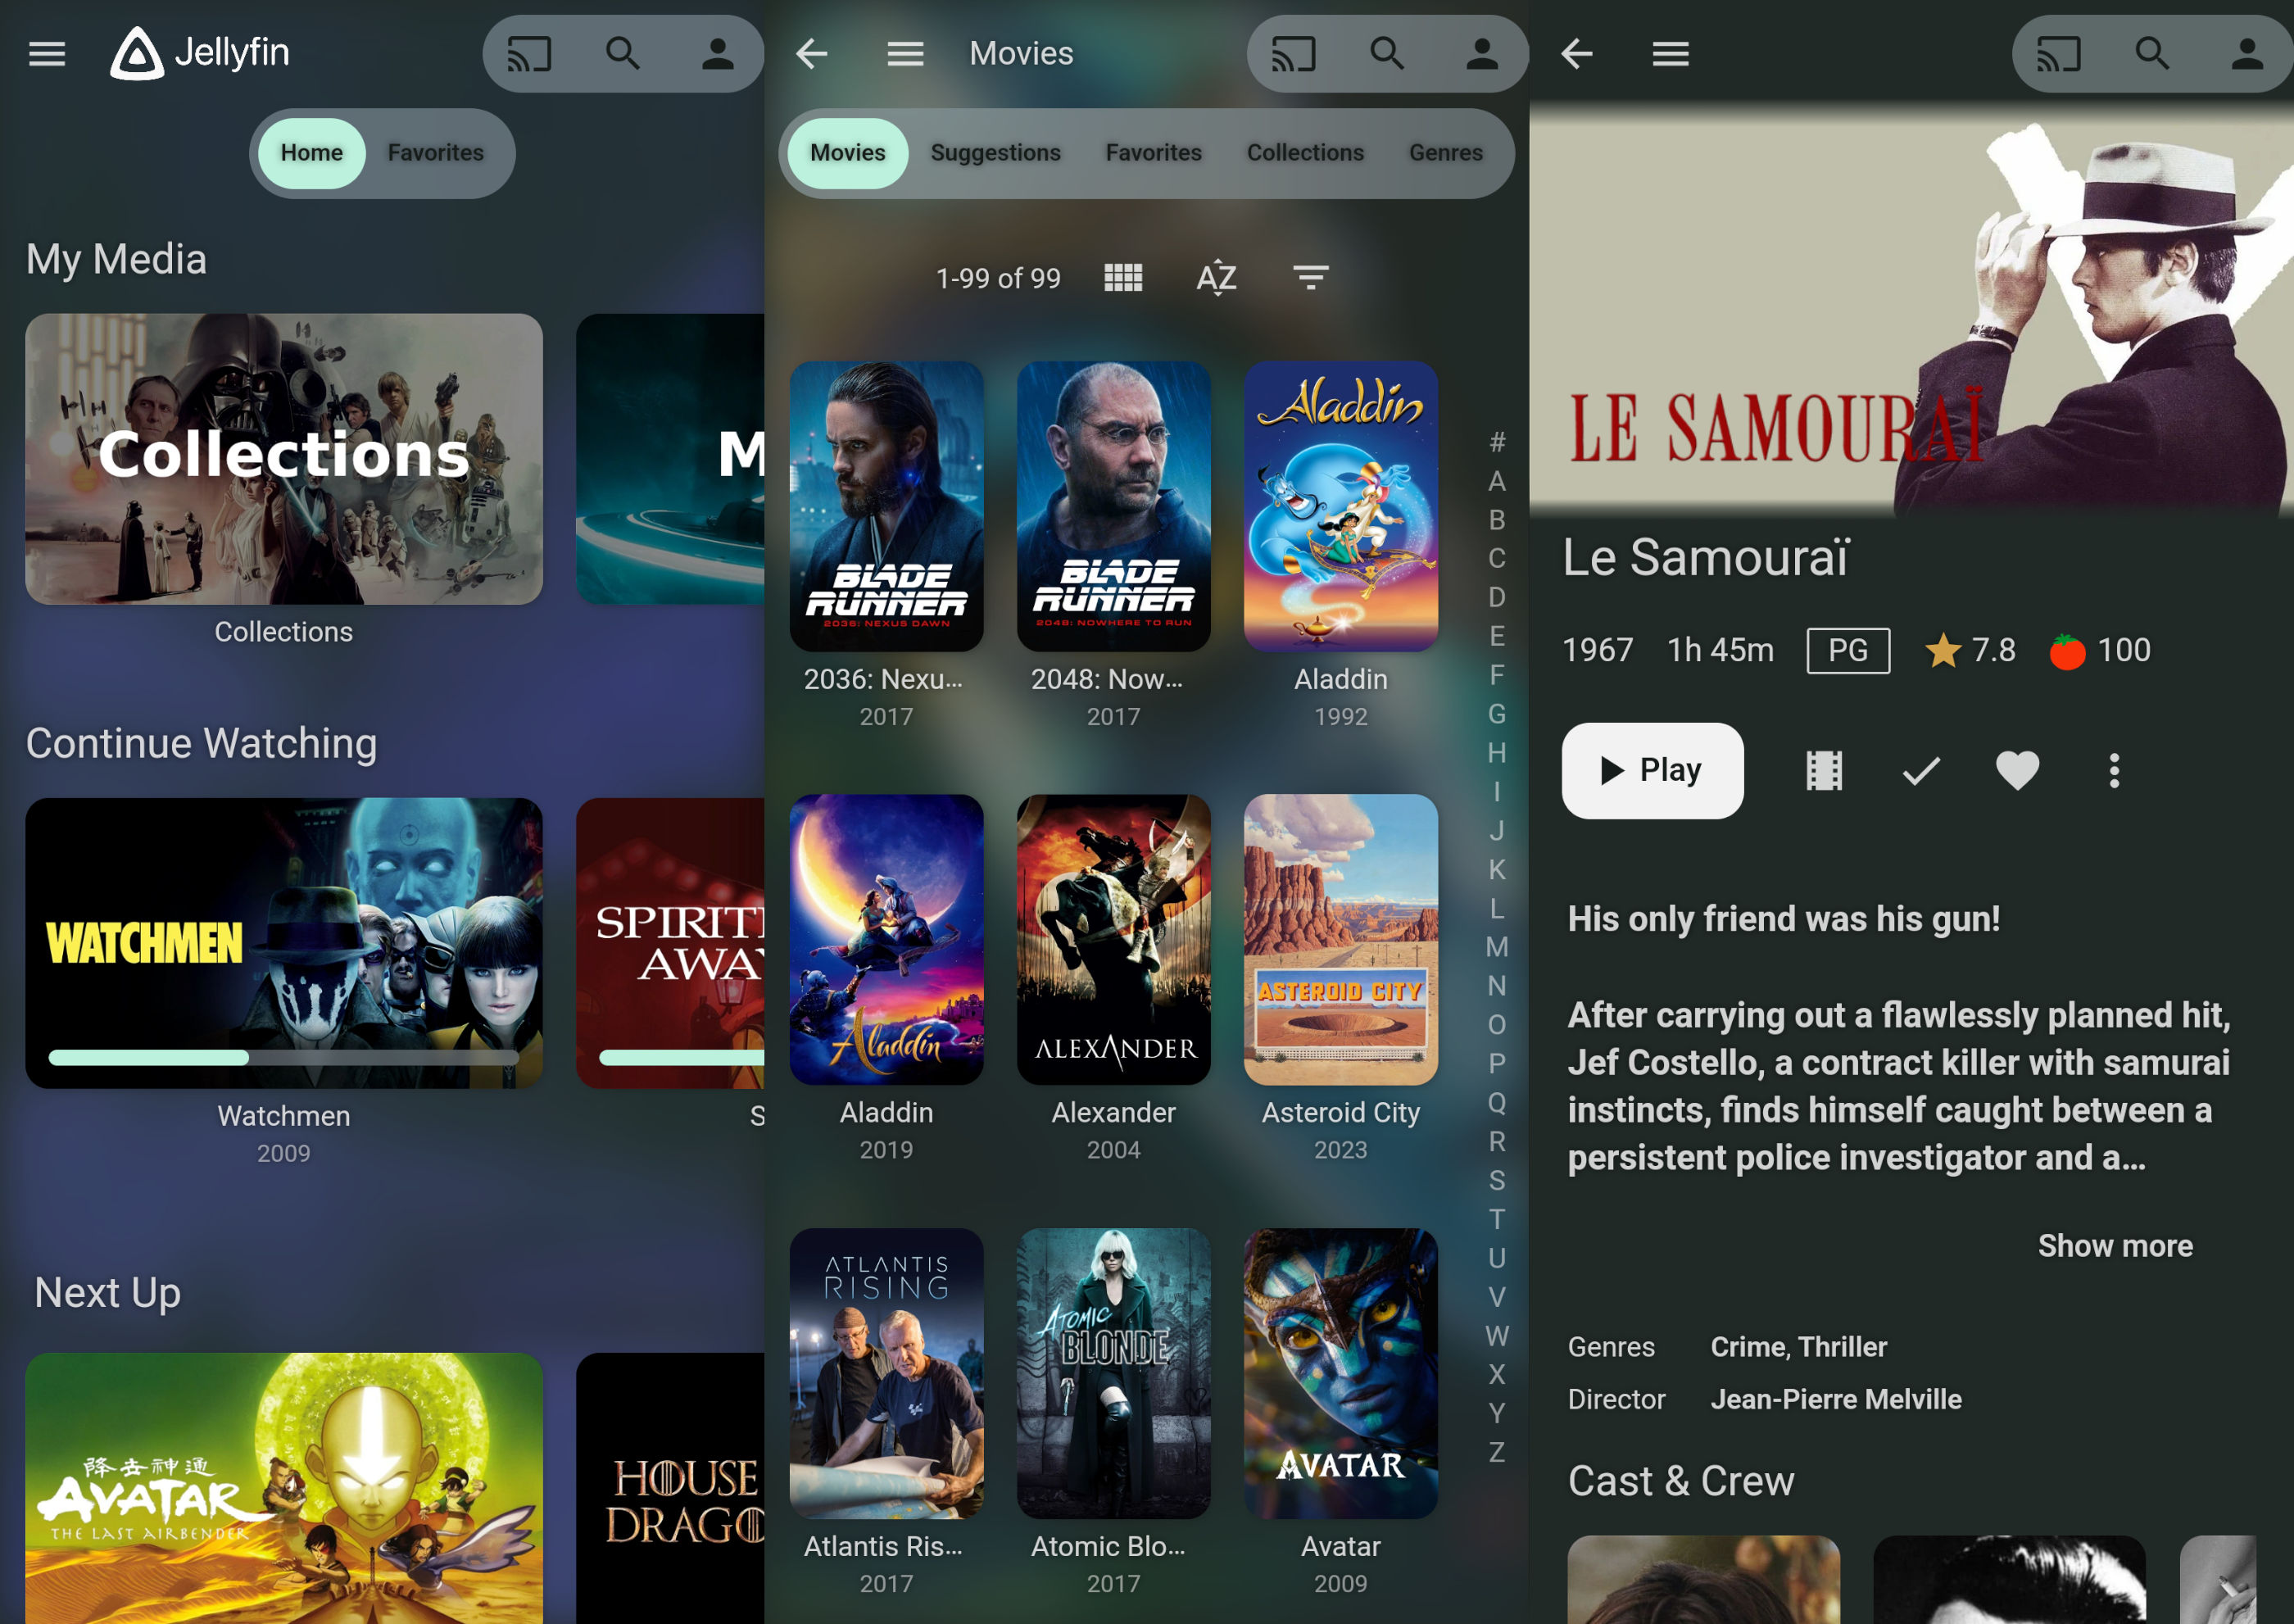 Jellyfin
Home
Favorites
My Media
Collections
M
Collections
Continue Watching
WATCHMEN
SPIRIT
AWAY
Watchmen
2009
S
Next Up
降去神通
AVATAR
THE LAST AIRBENDER
HOUSE
DRAGO
Movies
Movies
Suggestions
Favorites
Collections
Genres
1-99 of 99
AZ
BLADE
RUNNER
2036: NEXUS DAWN
BLADE
RUNNER
2048: NOWHERE TO RUN
Aladdin
2036: Nexu...
2048: Now...
Aladdin
2017
2017
1992
Aladdin
ALEXANDER
ASTEROID CITY
Aladdin
Alexander
Asteroid City
2019
2004
2023
ATLANTIS
RISING
ATOMIC
BLONDE
AVATAR
Atlantis Ris...
Atomic Blo...
Avatar
2017
2017
2009
#
A
B
C
D
E
F
G
H
I
J
K
L
M
N
O
P
Q
R
S
T
U
V
W
X
Y
Z
LE SAMOURAÏ
Le Samouraï
1967 1h 45m PG 7.8 100
Play
His only friend was his gun!
After carrying out a flawlessly planned hit,
Jef Costello, a contract killer with samurai
instincts, finds himself caught between a
persistent police investigator and a...
Show more
Genres Crime, Thriller
Director Jean-Pierre Melville
Cast & Crew